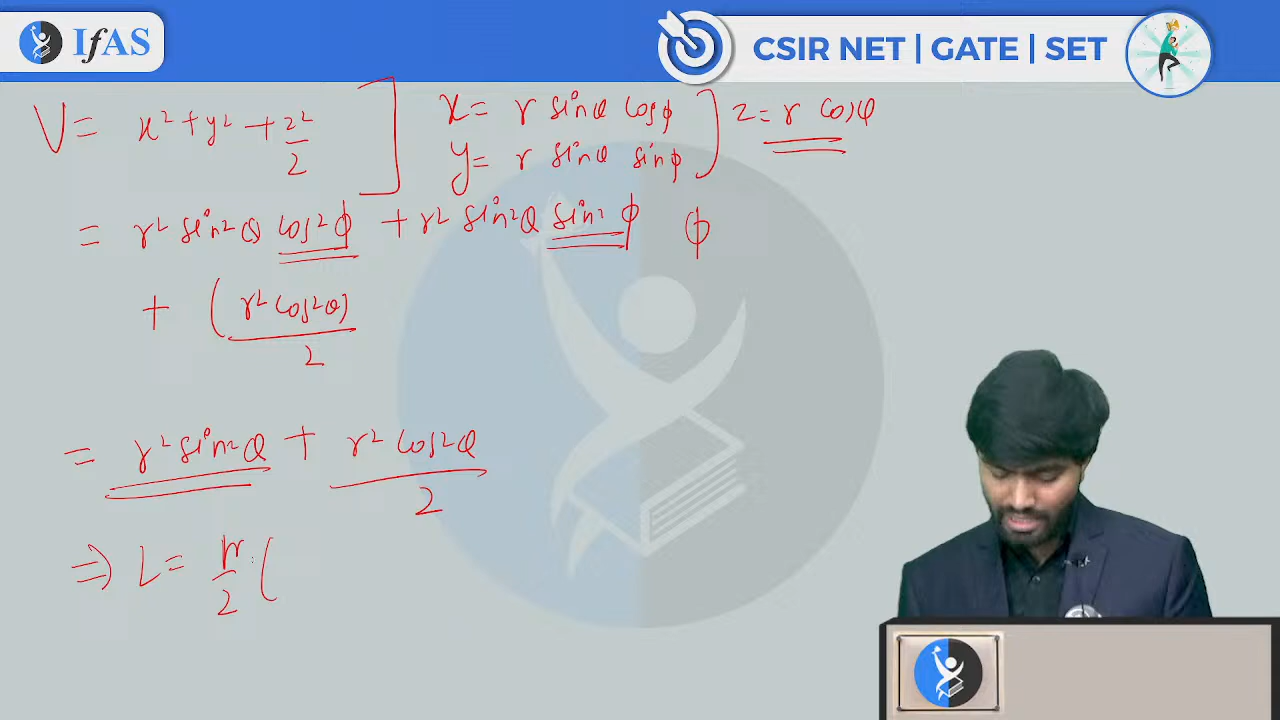 IfAS
CSIR NET | GATE | SET
V = x² + y² + z²/2 ] x = r sinθ cosφ ] z = r cosθ
y = r sinθ sinφ
= r² sin²θ cos²φ + r² sin²θ sin²φ φ
+ (r² cos²θ)/2
= r² sin²θ + r² cos²θ/2
⇒ L = m/2 (